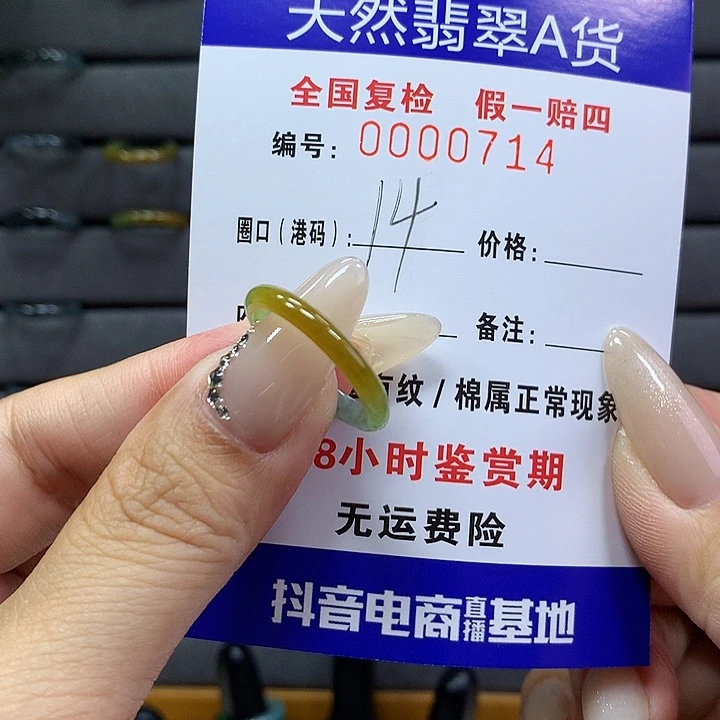 天然翡翠A货
全国复检 假一赔四
编号: 0000714
圈口(港码): 14 价格:
备注:
有纹/棉属正常现象
8小时鉴赏期
无运费险
抖音电商直播基地